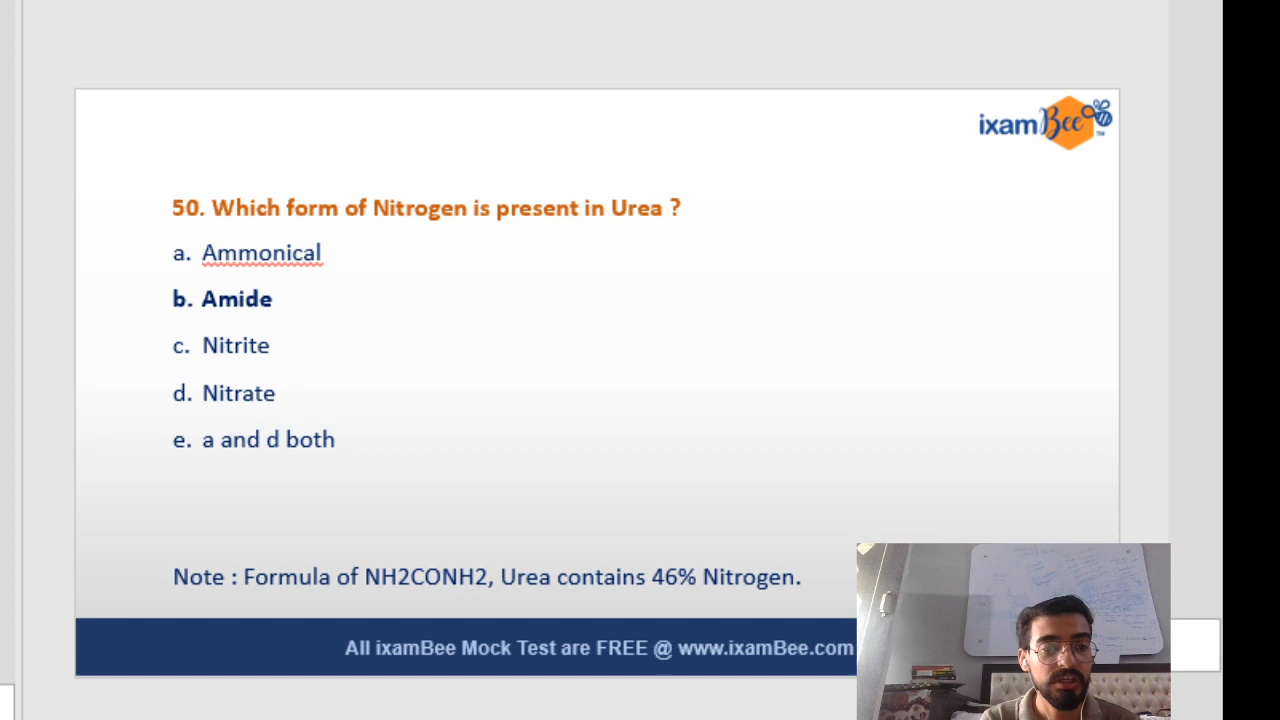 ixamBee
TM
50. Which form of Nitrogen is present in Urea ?
a. Ammonical
b. Amide
c. Nitrite
d. Nitrate
e. a and d both
Note : Formula of NH2CONH2, Urea contains 46% Nitrogen.
All ixamBee Mock Test are FREE @ www.ixamBee.com